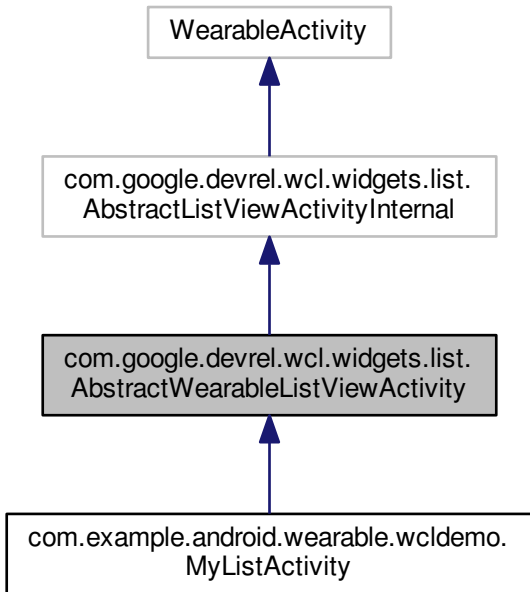 WearableActivity
com.google.devrel.wcl.widgets.list.
AbstractListViewActivityInternal
com.google.devrel.wcl.widgets.list.
AbstractWearableListViewActivity
com.example.android.wearable.wcldemo.
MyListActivity